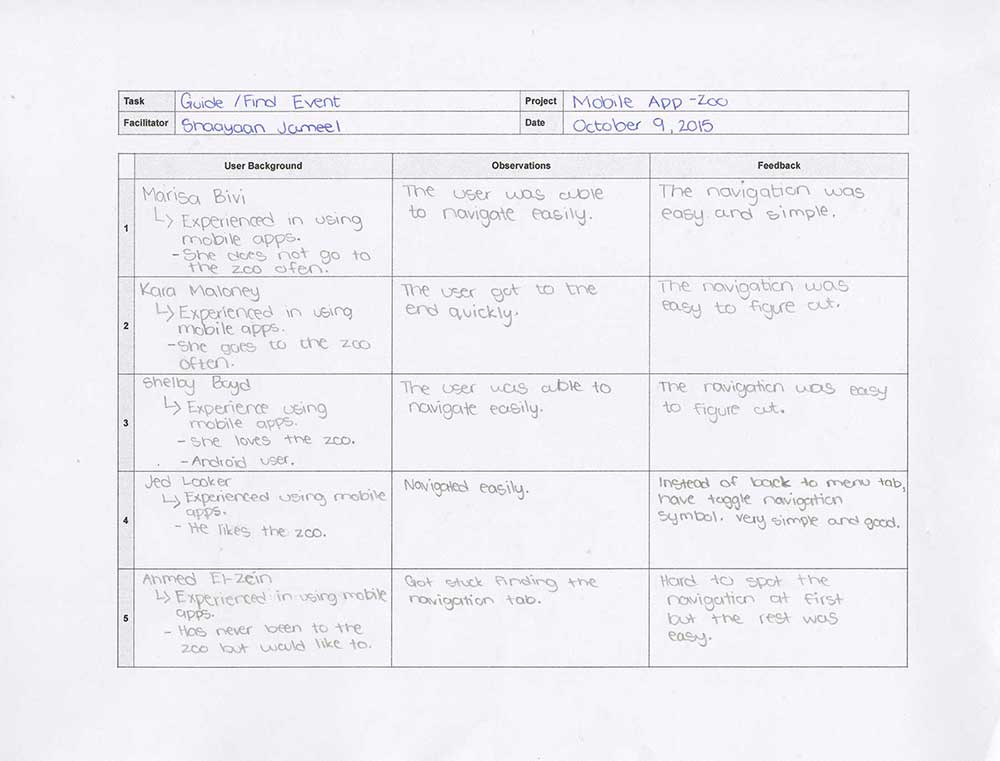 Task Guide /Find Event Project Mobile App -Zoo
Facilitator Shaayaan Jameel Date October 9, 2015
User Background Observations Feedback
1
Marisa Bivi
↳ Experienced in using
mobile apps.
- She does not go to
the zoo ofen.
The user was able
to navigate easily.
The navigation was
easy and simple.
2
Kara Maloney
↳ Experienced in using
mobile apps.
- She goes to the zoo
often.
The user got to the
end quickly.
The navigation was
easy to figure out.
3
Shelby Boyd
↳ Experience using
mobile apps.
- She loves the zoo.
- Android user.
The user was able to
navigate easily.
The navigation was easy
to figure out.
4
Jed Looker
↳ Experienced using mobile
apps.
- He likes the zoo.
Navigated easily.
Instead of back to menu tab,
have toggle navigation
symbol. very simple and good.
5
Ahmed El-Zein
↳ Experienced in using mobile
apps.
- Has never been to the
zoo but would like to.
Got stuck finding the
navigation tab.
Hard to spot the
navigation at first
but the rest was
easy.